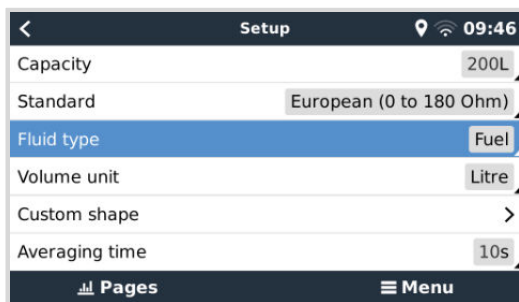 Setup 09:46
Capacity 200L
Standard European (0 to 180 Ohm)
Fluid type Fuel
Volume unit Litre
Custom shape
Averaging time 10s
Pages Menu